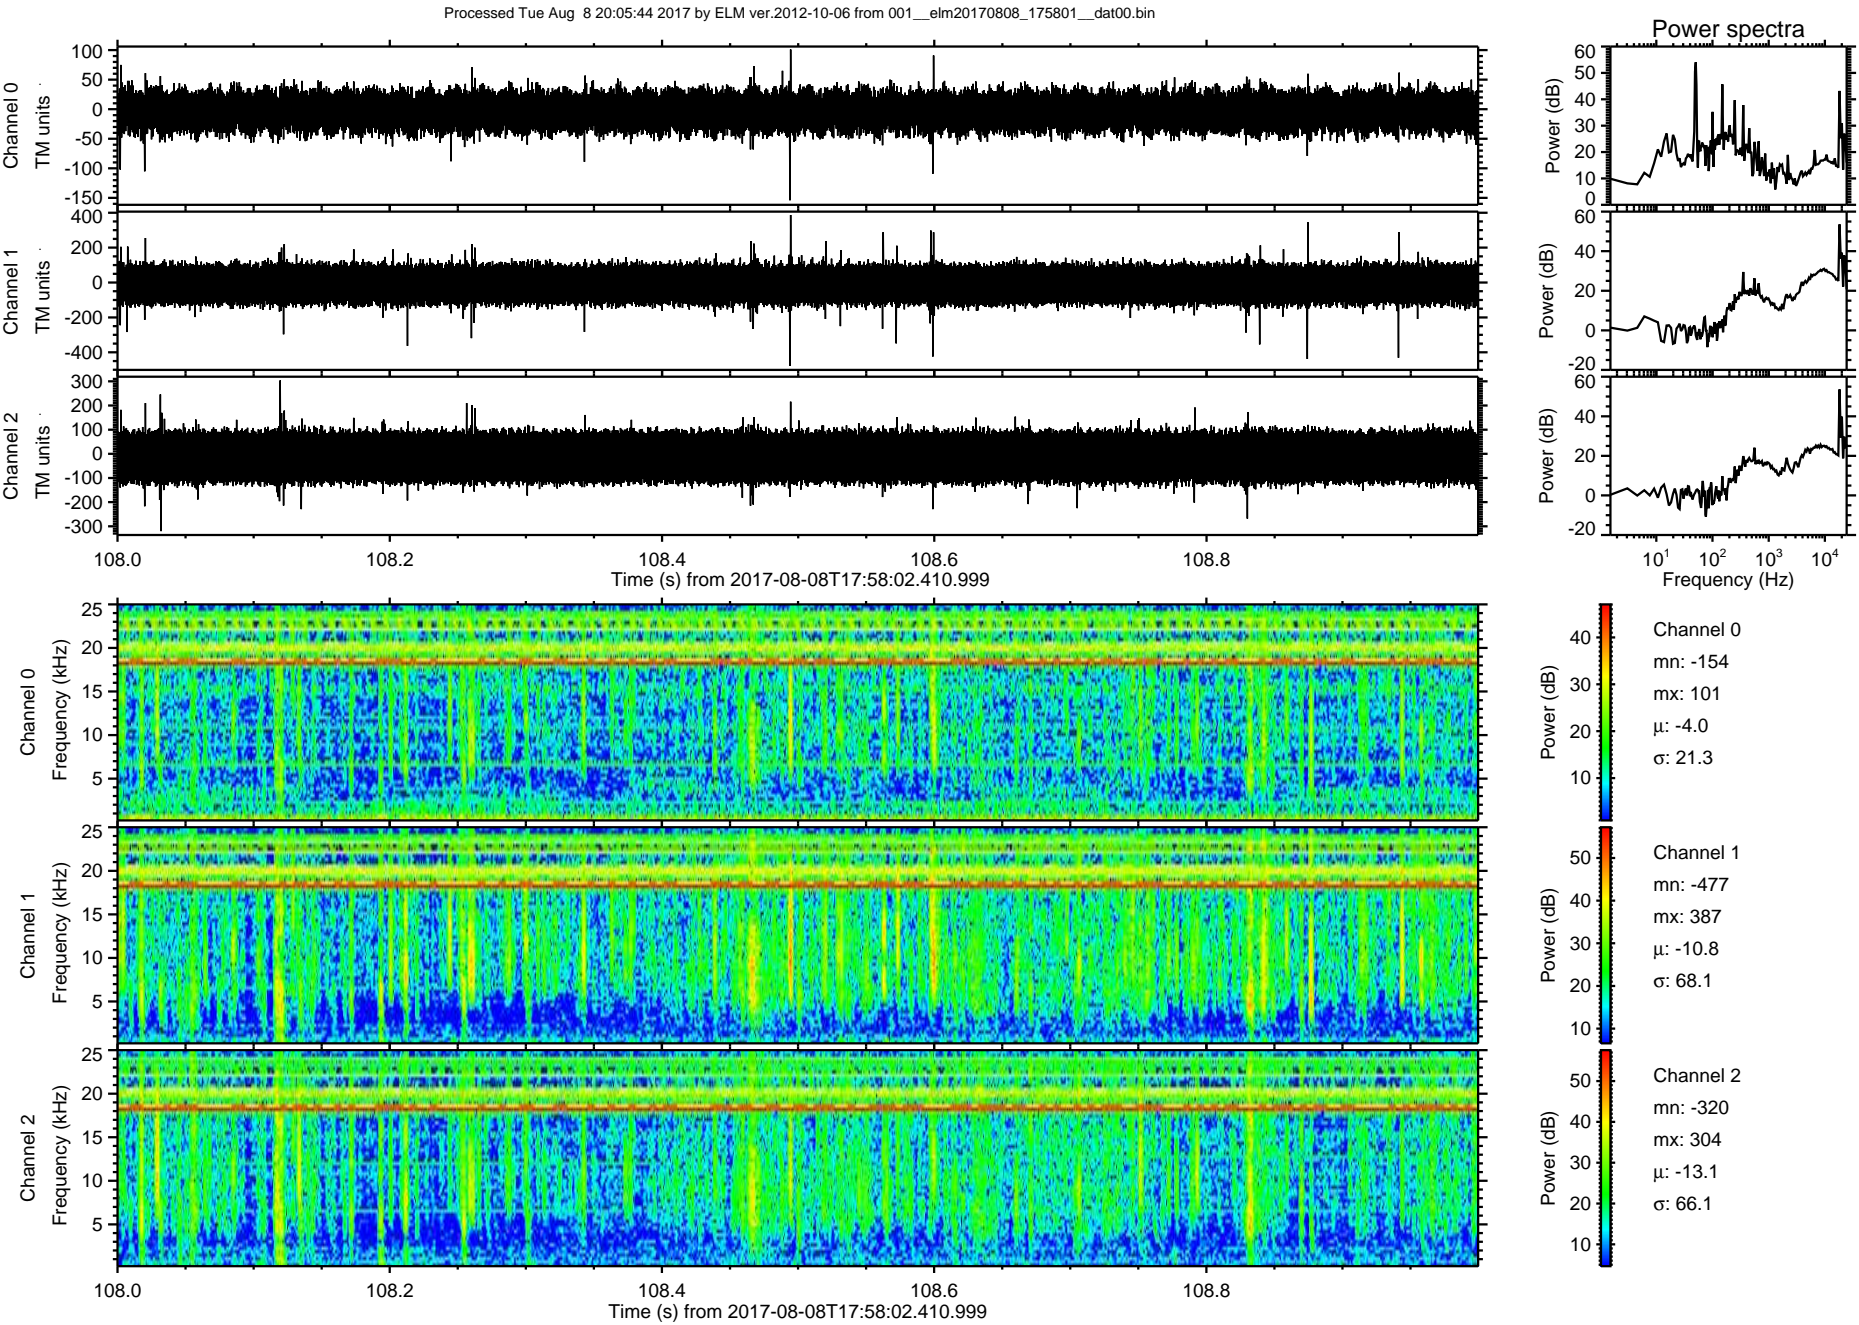 Processed Tue Aug  8 20:05:44 2017 by ELM ver.2012-10-06 from 001__elm20170808_175801__dat00.bin
Power spectra
Channel 0
TM units
100
50
0
-50
-100
-150
Power (dB)
60
50
40
30
20
10
0
Channel 1
TM units
400
200
0
-200
-400
Power (dB)
60
40
20
0
-20
Channel 2
TM units
300
200
100
0
-100
-200
-300
Power (dB)
60
40
20
0
-20
108.0 108.2 108.4 108.6 108.8
Time (s) from 2017-08-08T17:58:02.410.999
10^1 10^2 10^3 10^4
Frequency (Hz)
Channel 0
Frequency (kHz)
25
20
15
10
5
Power (dB)
40
30
20
10
Channel 0
mn: -154
mx: 101
μ: -4.0
σ: 21.3
Channel 1
Frequency (kHz)
25
20
15
10
5
Power (dB)
50
40
30
20
10
Channel 1
mn: -477
mx: 387
μ: -10.8
σ: 68.1
Channel 2
Frequency (kHz)
25
20
15
10
5
Power (dB)
50
40
30
20
10
Channel 2
mn: -320
mx: 304
μ: -13.1
σ: 66.1
108.0 108.2 108.4 108.6 108.8
Time (s) from 2017-08-08T17:58:02.410.999